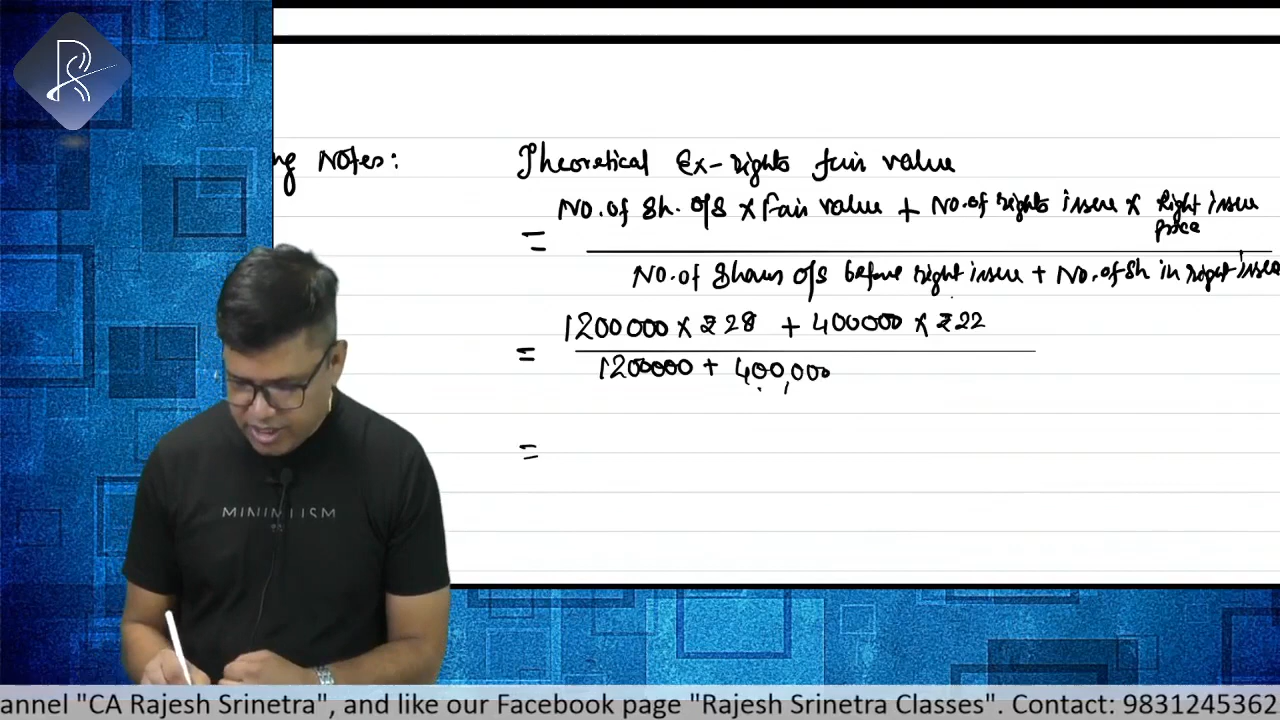 RS
ng Notes:
Theoretical Ex-rights fair value
= No. of Sh. o/s × Fair value + No. of rights issue × Right issue price
No. of Shares o/s before right issue + No. of Sh in right issue
= 1200000 × ₹28 + 400000 × ₹22
1200000 + 400,000
=
MINIMLISM
annel "CA Rajesh Srinetra", and like our Facebook page "Rajesh Srinetra Classes". Contact: 9831245362